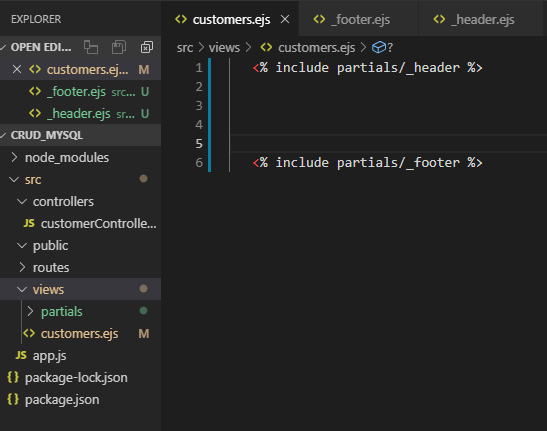 EXPLORER
OPEN EDI...
customers.ej... M
_footer.ejs src... U
_header.ejs src... U
CRUD_MYSQL
node_modules
src
controllers
JS customerControlle...
public
routes
views
partials
customers.ejs M
JS app.js
{} package-lock.json
{} package.json
customers.ejs _footer.ejs _header.ejs
src > views > customers.ejs > ?
1 <% include partials/_header %>
2
3
4
5
6 <% include partials/_footer %>